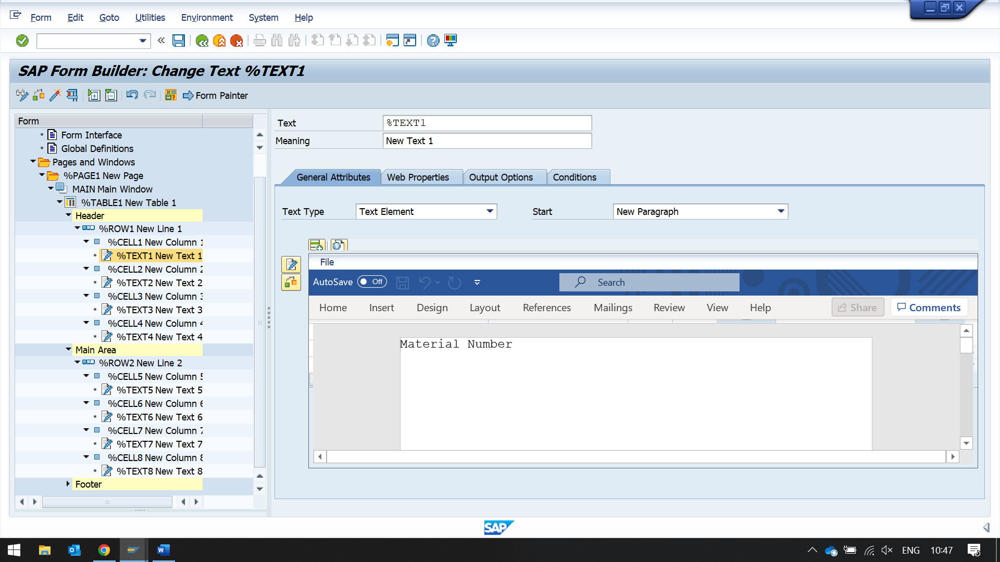 Form Edit Goto Utilities Environment System Help
SAP Form Builder: Change Text %TEXT1
Form Painter
Form
Form Interface
Global Definitions
Pages and Windows
%PAGE1 New Page
MAIN Main Window
%TABLE1 New Table 1
Header
%ROW1 New Line 1
%CELL1 New Column 1
%TEXT1 New Text 1
%CELL2 New Column 2
%TEXT2 New Text 2
%CELL3 New Column 3
%TEXT3 New Text 3
%CELL4 New Column 4
%TEXT4 New Text 4
Main Area
%ROW2 New Line 2
%CELL5 New Column 5
%TEXT5 New Text 5
%CELL6 New Column 6
%TEXT6 New Text 6
%CELL7 New Column 7
%TEXT7 New Text 7
%CELL8 New Column 8
%TEXT8 New Text 8
Footer
Text %TEXT1
Meaning New Text 1
General Attributes Web Properties Output Options Conditions
Text Type Text Element Start New Paragraph
File
AutoSave Off Search
Home Insert Design Layout References Mailings Review View Help Share Comments
Material Number
SAP
ENG 10:47